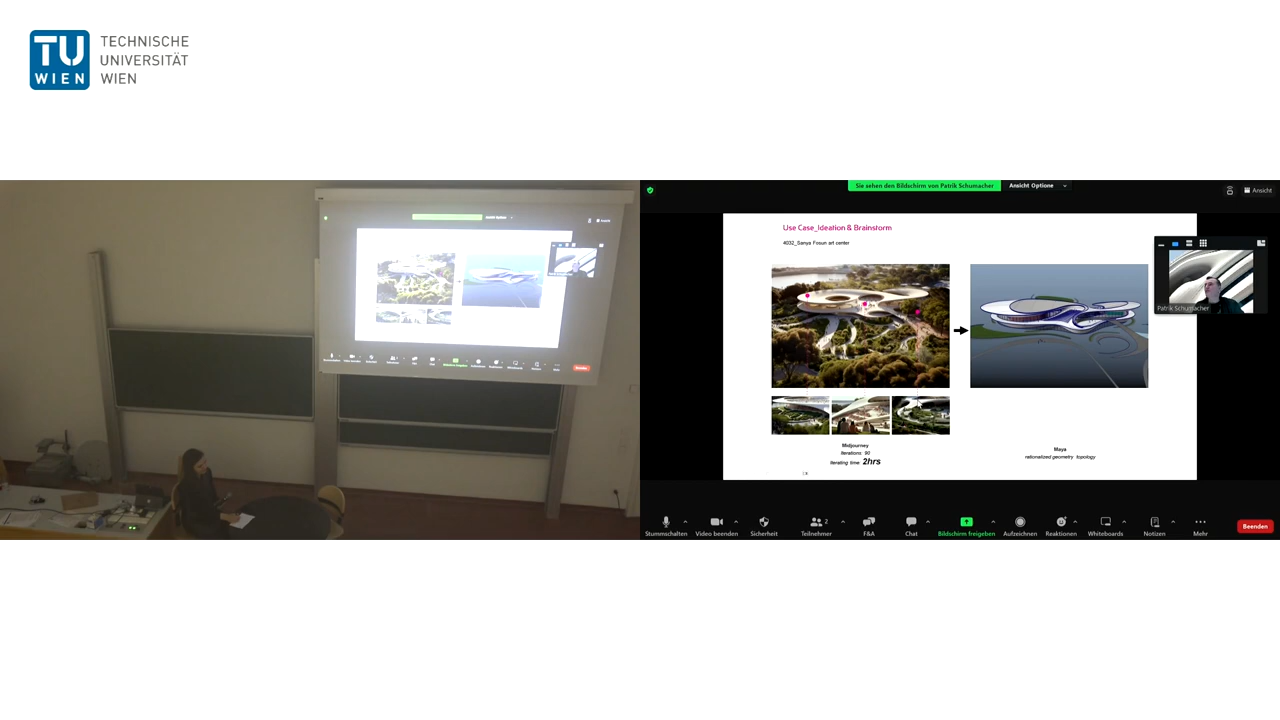 TU
WIEN
TECHNISCHE
UNIVERSITÄT
WIEN
Sie sehen den Bildschirm von Patrik Schumacher
Ansicht Optione
Ansicht
Use Case_Ideation & Brainstorm
4032_Sanya Fosun art center
Patrik Schumacher
Midjourney
Iterations: 90
Iterating time: 2hrs
Maya
rationalized geometry topology
Stummschalten
Video beenden
Sicherheit
Teilnehmer
2
F&A
Chat
Bildschirm freigeben
Aufzeichnen
Reaktionen
Whiteboards
Notizen
Mehr
Beenden